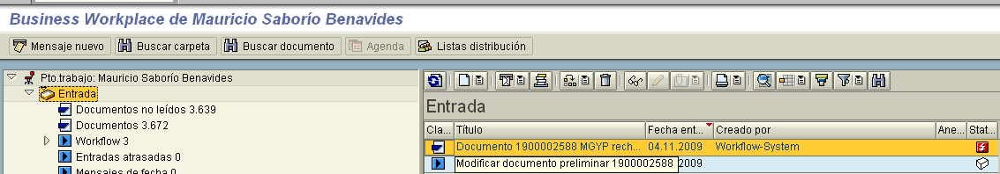 Business Workplace de Mauricio Saborío Benavides
Mensaje nuevo Buscar carpeta Buscar documento Agenda Listas distribución
Pto.trabajo: Mauricio Saborío Benavides
Entrada
Documentos no leídos 3.639
Documentos 3.672
Workflow 3
Entradas atrasadas 0
Mensajes de fecha 0
Entrada
Cla... Título Fecha ent... Creado por Ane... Stat...
Documento 1900002588 MGYP rech... 04.11.2009 Workflow-System
Modificar documento preliminar 1900002588 2009